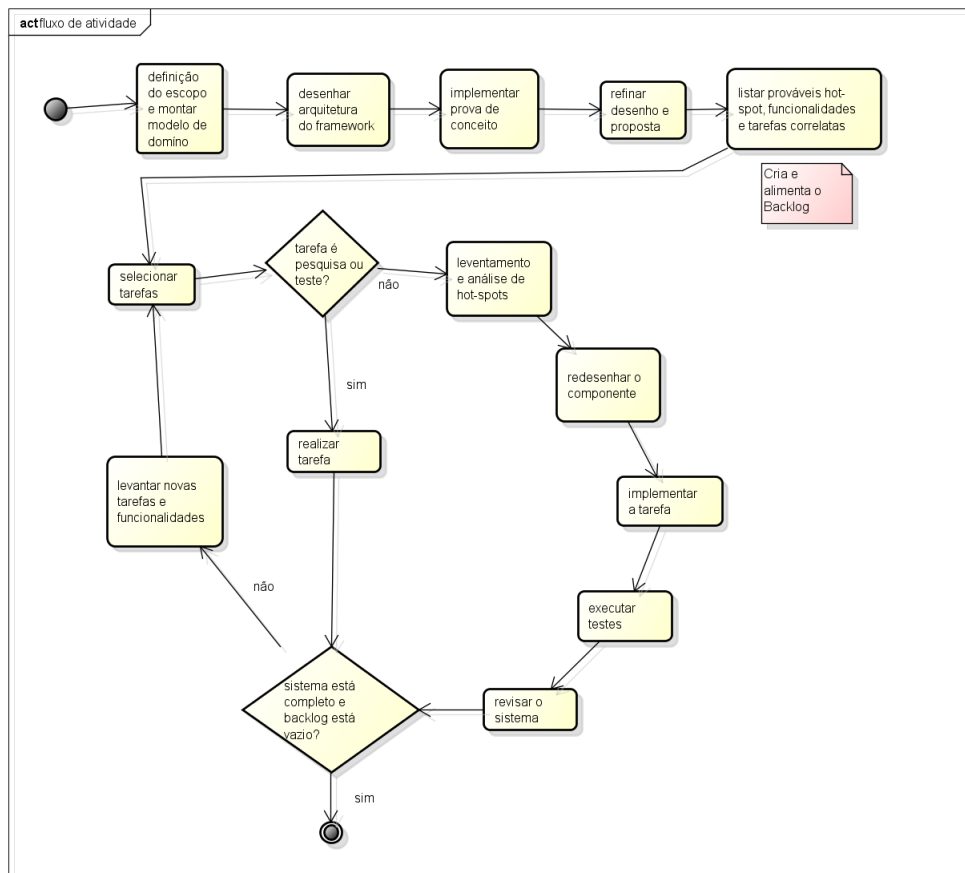 act fluxo de atividade
definição
do escopo
e montar
modelo de
domino
desenhar
arquitetura
do framework
implementar
prova de
conceito
refinar
desenho e
proposta
listar prováveis hot-
spot, funcionalidades
e tarefas correlatas
Cria e
alimenta o
Backlog
selecionar
tarefas
tarefa é
pesquisa ou
teste?
não
leventamento
e análise de
hot-spots
redesenhar o
componente
sim
realizar
tarefa
levantar novas
tarefas e
funcionalidades
implementar
a tarefa
não
executar
testes
sistema está
completo e
backlog está
vazio?
revisar o
sistema
sim